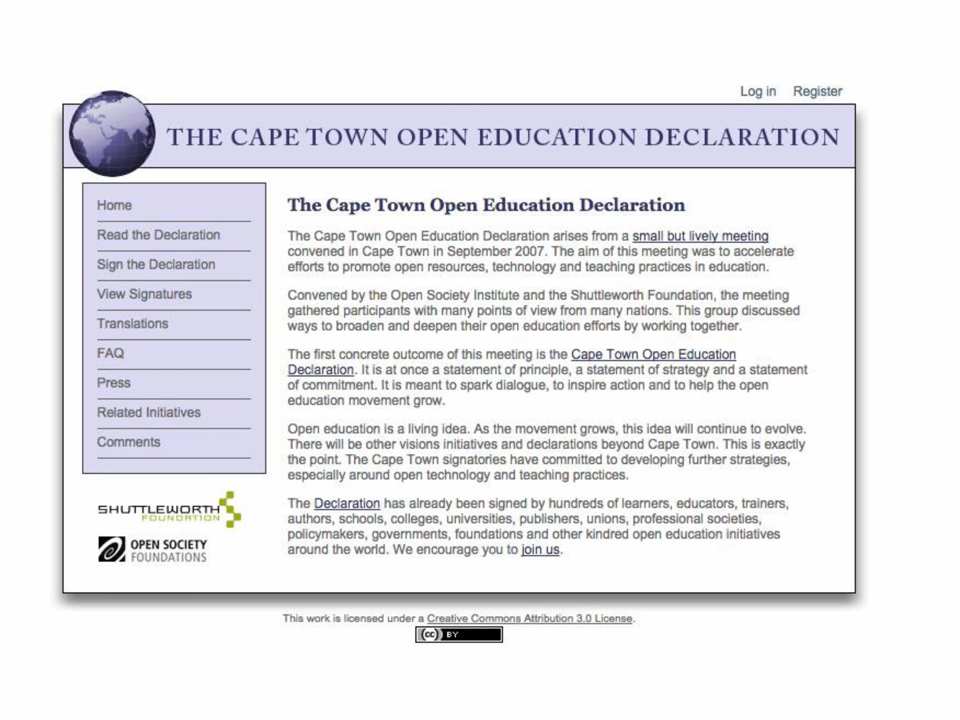 Log in Register
THE CAPE TOWN OPEN EDUCATION DECLARATION
Home
Read the Declaration
Sign the Declaration
View Signatures
Translations
FAQ
Press
Related Initiatives
Comments
SHUTTLEWORTH
FOUNDATION
OPEN SOCIETY
FOUNDATIONS
The Cape Town Open Education Declaration
The Cape Town Open Education Declaration arises from a small but lively meeting
convened in Cape Town in September 2007. The aim of this meeting was to accelerate
efforts to promote open resources, technology and teaching practices in education.
Convened by the Open Society Institute and the Shuttleworth Foundation, the meeting
gathered participants with many points of view from many nations. This group discussed
ways to broaden and deepen their open education efforts by working together.
The first concrete outcome of this meeting is the Cape Town Open Education
Declaration. It is at once a statement of principle, a statement of strategy and a statement
of commitment. It is meant to spark dialogue, to inspire action and to help the open
education movement grow.
Open education is a living idea. As the movement grows, this idea will continue to evolve.
There will be other visions initiatives and declarations beyond Cape Town. This is exactly
the point. The Cape Town signatories have committed to developing further strategies,
especially around open technology and teaching practices.
The Declaration has already been signed by hundreds of learners, educators, trainers,
authors, schools, colleges, universities, publishers, unions, professional societies,
policymakers, governments, foundations and other kindred open education initiatives
around the world. We encourage you to join us.
This work is licensed under a Creative Commons Attribution 3.0 License.
(cc) BY